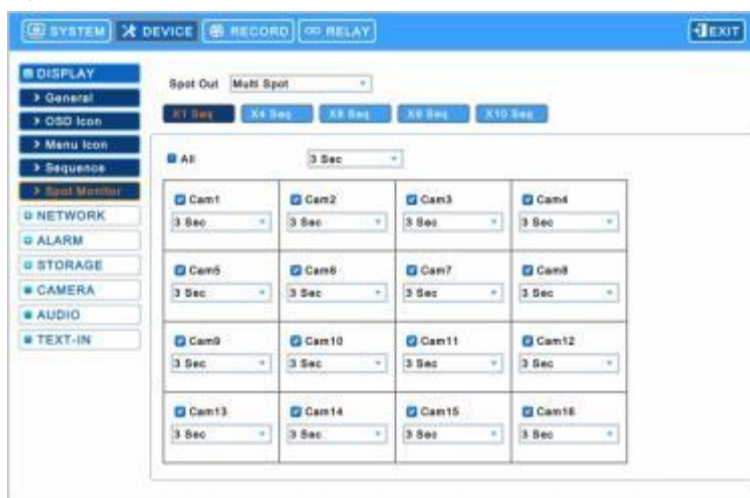 SYSTEM DEVICE RECORD RELAY EXIT
DISPLAY
General
OSD Icon
Menu Icon
Sequence
Spot Monitor
NETWORK
ALARM
STORAGE
CAMERA
AUDIO
TEXT-IN
Spot Out Multi Spot
X1 Seq X4 Seq X8 Seq X9 Seq X10 Seq
All 3 Sec
Cam1 Cam2 Cam3 Cam4
3 Sec 3 Sec 3 Sec 3 Sec
Cam5 Cam6 Cam7 Cam8
3 Sec 3 Sec 3 Sec 3 Sec
Cam9 Cam10 Cam11 Cam12
3 Sec 3 Sec 3 Sec 3 Sec
Cam13 Cam14 Cam15 Cam16
3 Sec 3 Sec 3 Sec 3 Sec